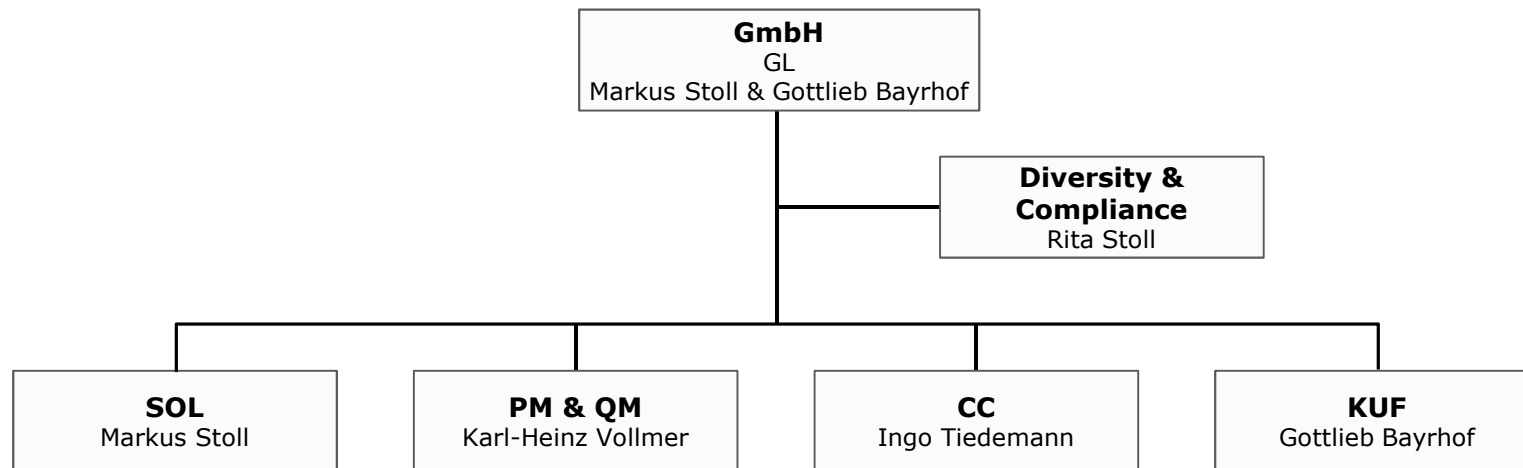 GmbH
GL
Markus Stoll & Gottlieb Bayrhof
Diversity &
Compliance
Rita Stoll
SOL
Markus Stoll
PM & QM
Karl-Heinz Vollmer
CC
Ingo Tiedemann
KUF
Gottlieb Bayrhof